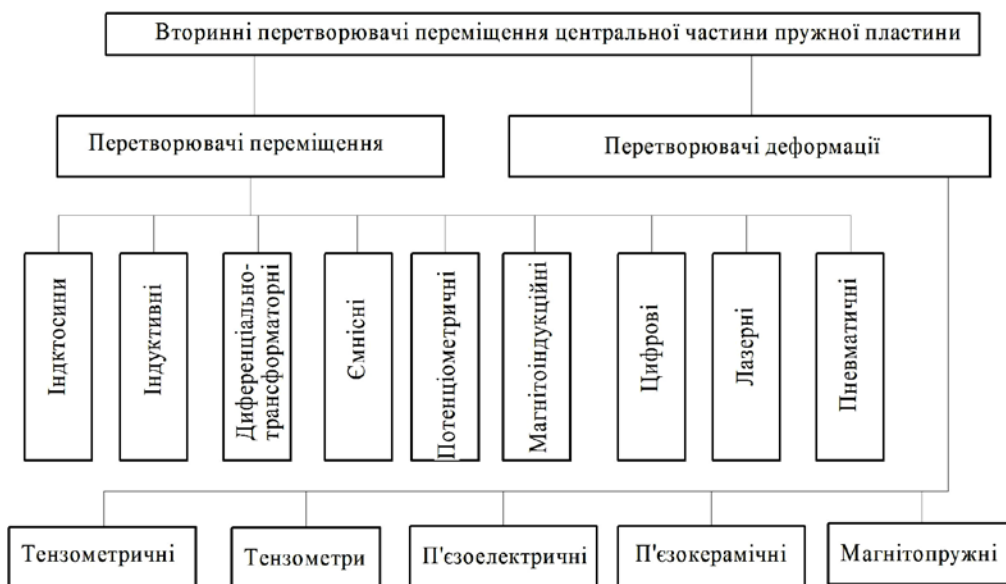 Вторинні перетворювачі переміщення центральної частини пружної пластини
Перетворювачі переміщення
Перетворювачі деформації
Індктосини
Індуктивні
Диференціально-
трансформаторні
Ємнісні
Потенціометричні
Магнітоіндукційні
Цифрові
Лазерні
Пневматичні
Тензометричні
Тензометри
П'єзоелектричні
П'єзокерамічні
Магнітопружні